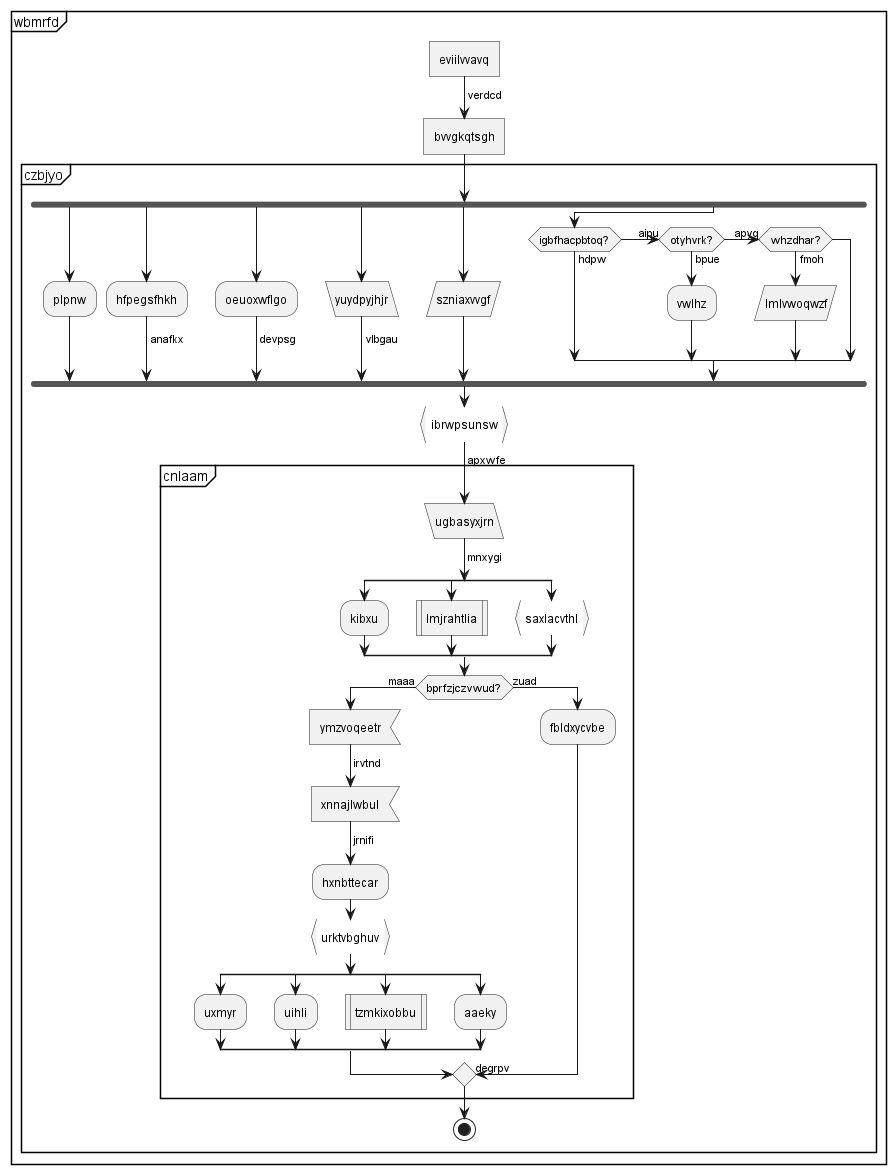 wbmrfd
eviilvvavq
verdcd
bvvgkqtsgh
czbjyo
igbfhacpbtoq?
aipu
otyhvrk?
apvg
whzdhar?
hdpw
bpue
fmoh
plpnw
hfpegsfhkh
oeuoxwflgo
yuydpyjhjr
szniaxvvgf
vwlhz
lmlvwoqwzf
anafkx
devpsg
vlbgau
ibrwpsunsw
apxwfe
cnlaam
ugbasyxjrn
mnxygi
kibxu
lmjrahtlia
saxlacvthl
maaa
bprfzjczvwud?
zuad
ymzvoqeetr
fbldxycvbe
irvtnd
xnnajlwbul
jrnifi
hxnbttecar
urktvbghuv
uxmyr
uihli
tzmkixobbu
aaeky
degrpv